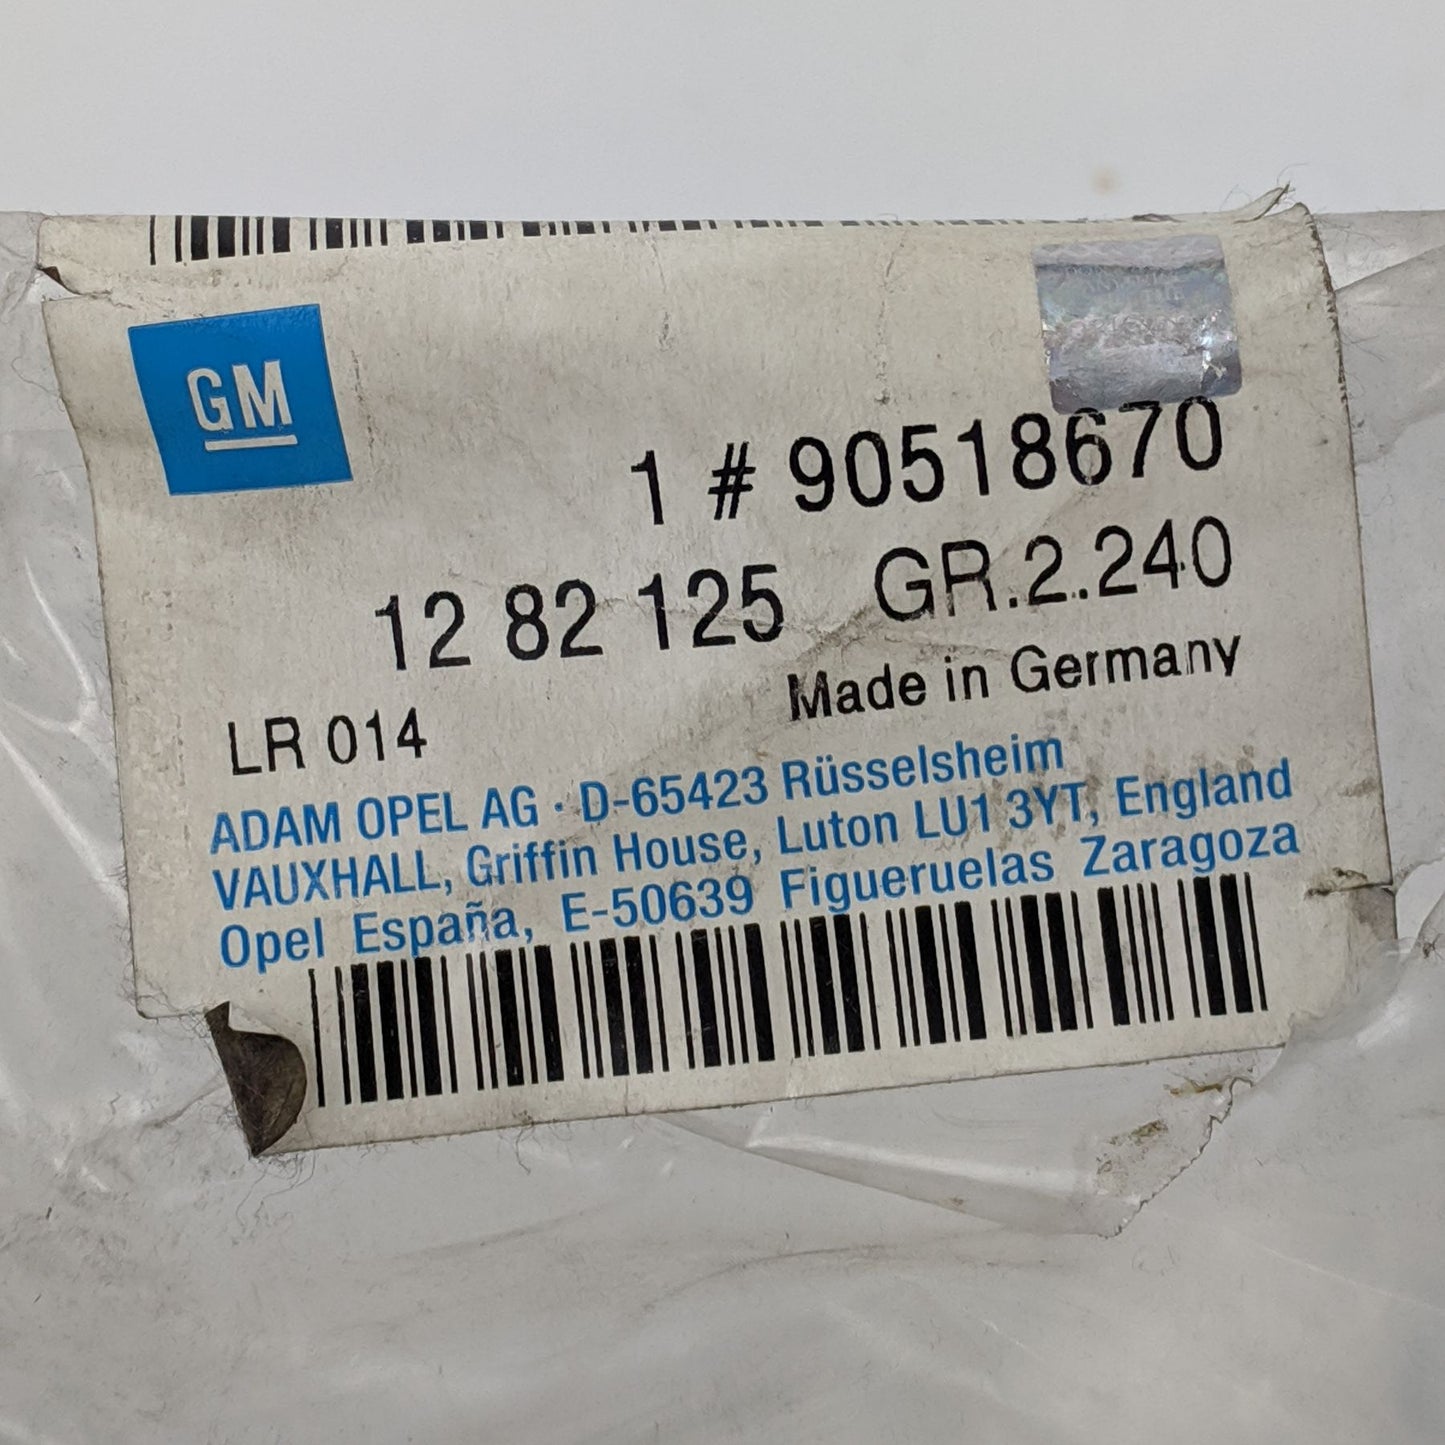 GM
1 # 90518670
12 82 125 GR.2.240
LR 014 Made in Germany
ADAM OPEL AG · D-65423 Rüsselsheim
VAUXHALL, Griffin House, Luton LU1 3YT, England
Opel España, E-50639 Figueruelas Zaragoza